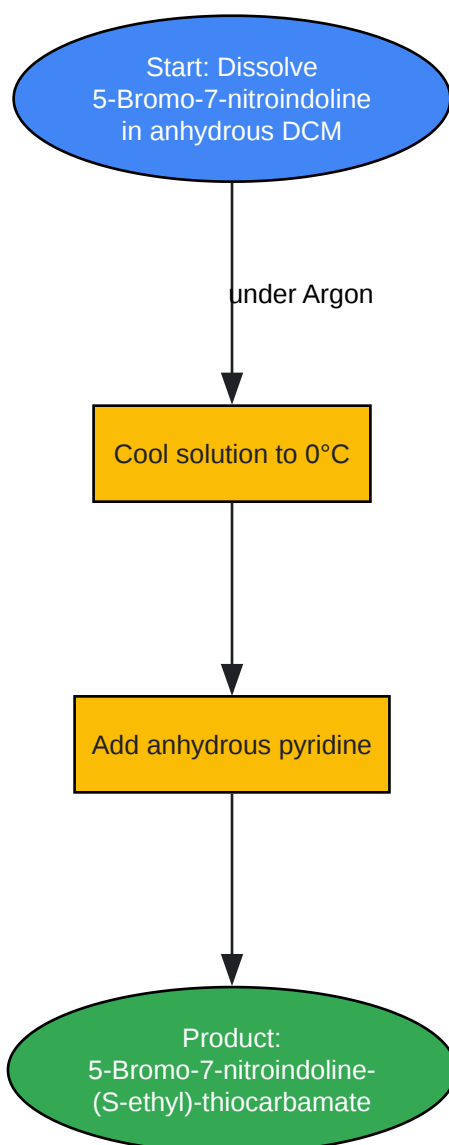 Start: Dissolve
5-Bromo-7-nitroindoline
in anhydrous DCM
under Argon
Cool solution to 0°C
Add anhydrous pyridine
Product:
5-Bromo-7-nitroindoline-
(S-ethyl)-thiocarbamate